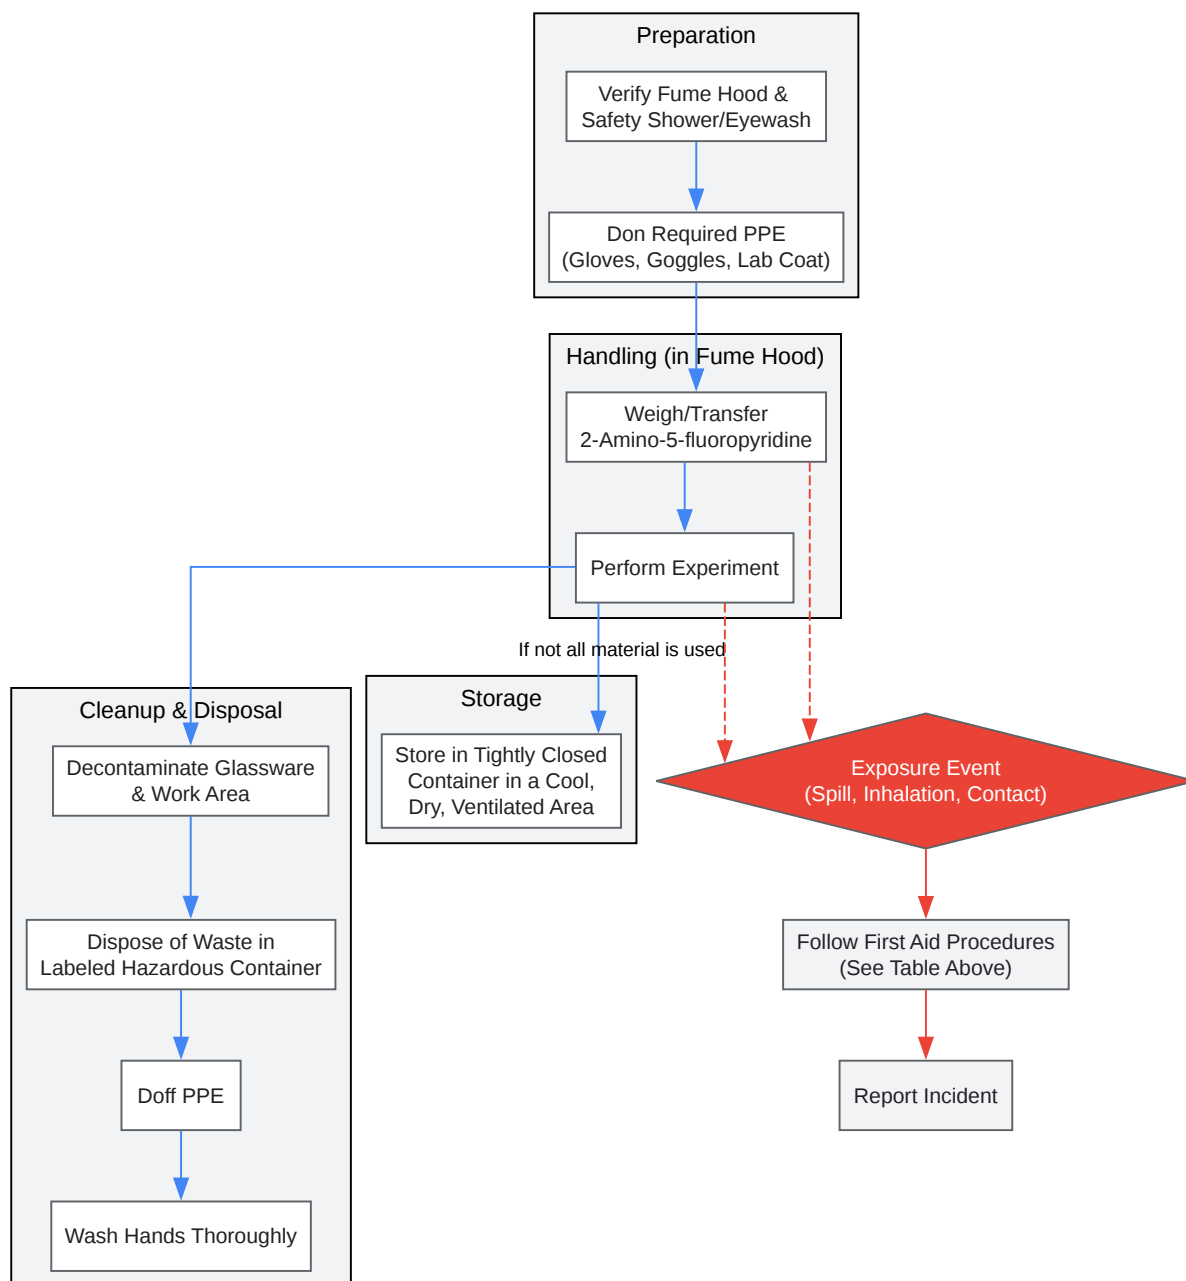 Preparation
Verify Fume Hood &
Safety Shower/Eyewash
Don Required PPE
(Gloves, Goggles, Lab Coat)
Handling (in Fume Hood)
Weigh/Transfer
2-Amino-5-fluoropyridine
Perform Experiment
If not all material is used
Cleanup & Disposal
Decontaminate Glassware
& Work Area
Dispose of Waste in
Labeled Hazardous Container
Doff PPE
Wash Hands Thoroughly
Storage
Store in Tightly Closed
Container in a Cool,
Dry, Ventilated Area
Exposure Event
(Spill, Inhalation, Contact)
Follow First Aid Procedures
(See Table Above)
Report Incident